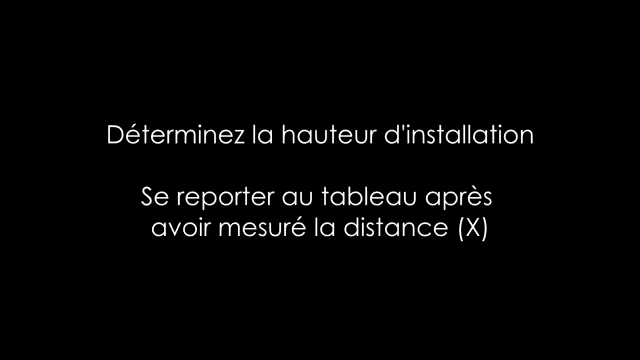 Déterminez la hauteur d'installation
Se reporter au tableau après
avoir mesuré la distance (X)